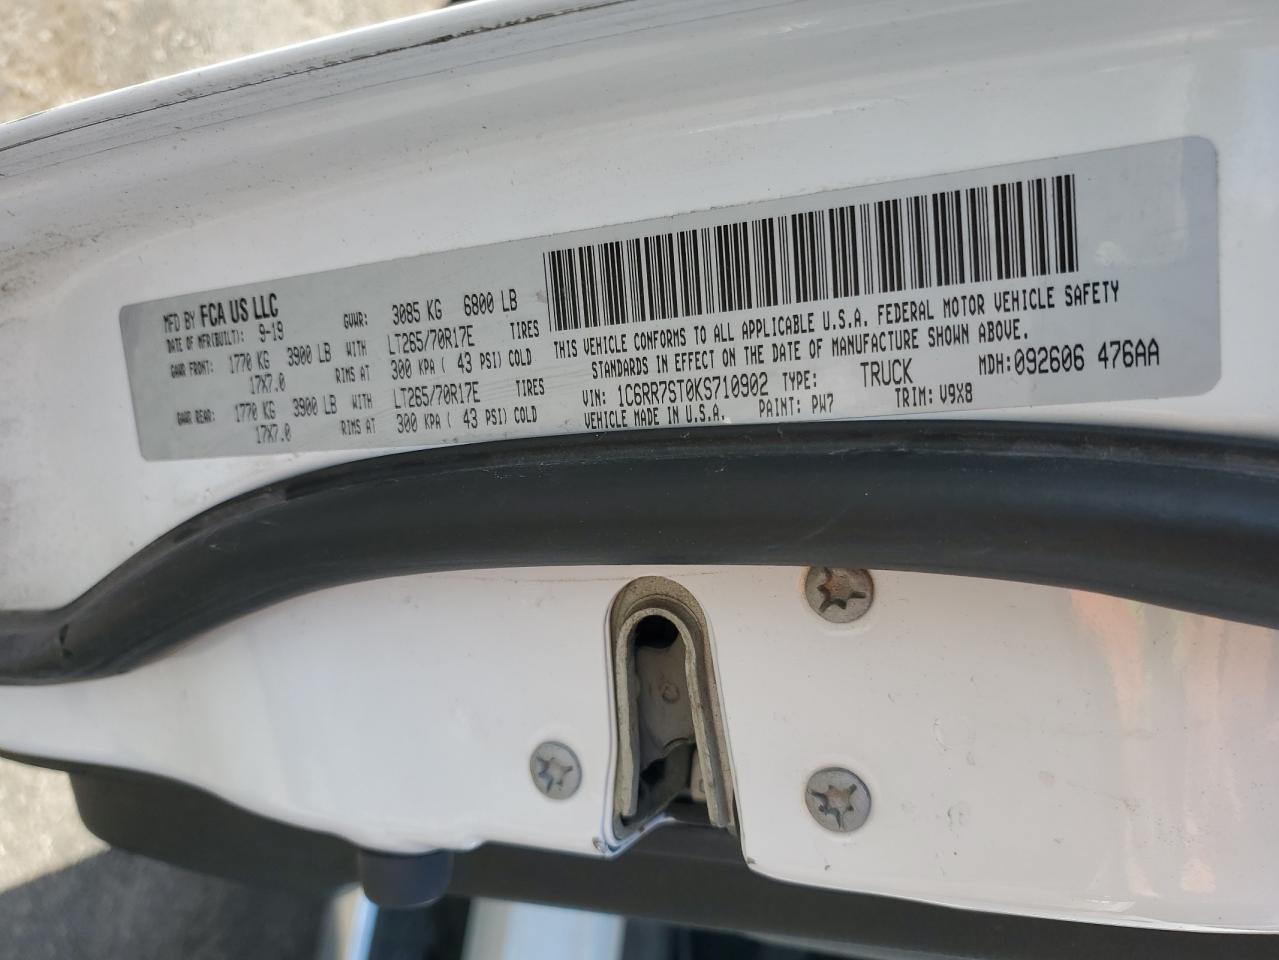 MFD BY FCA US LLC
DATE OF MFR(BUILT): 9-19 GVWR: 3085 KG 6800 LB
GAWR FRONT: 1770 KG 3900 LB WITH LT265/70R17E TIRES
17X7.0 RIMS AT 300 KPA ( 43 PSI) COLD
GAWR REAR: 1770 KG 3900 LB WITH LT265/70R17E TIRES
17X7.0 RIMS AT 300 KPA ( 43 PSI) COLD
THIS VEHICLE CONFORMS TO ALL APPLICABLE U.S.A. FEDERAL MOTOR VEHICLE SAFETY
STANDARDS IN EFFECT ON THE DATE OF MANUFACTURE SHOWN ABOVE.
VIN: 1C6RR7ST0KS710902 TYPE: TRUCK MDH:092606 476AA
VEHICLE MADE IN U.S.A. PAINT: PW7 TRIM: V9X8